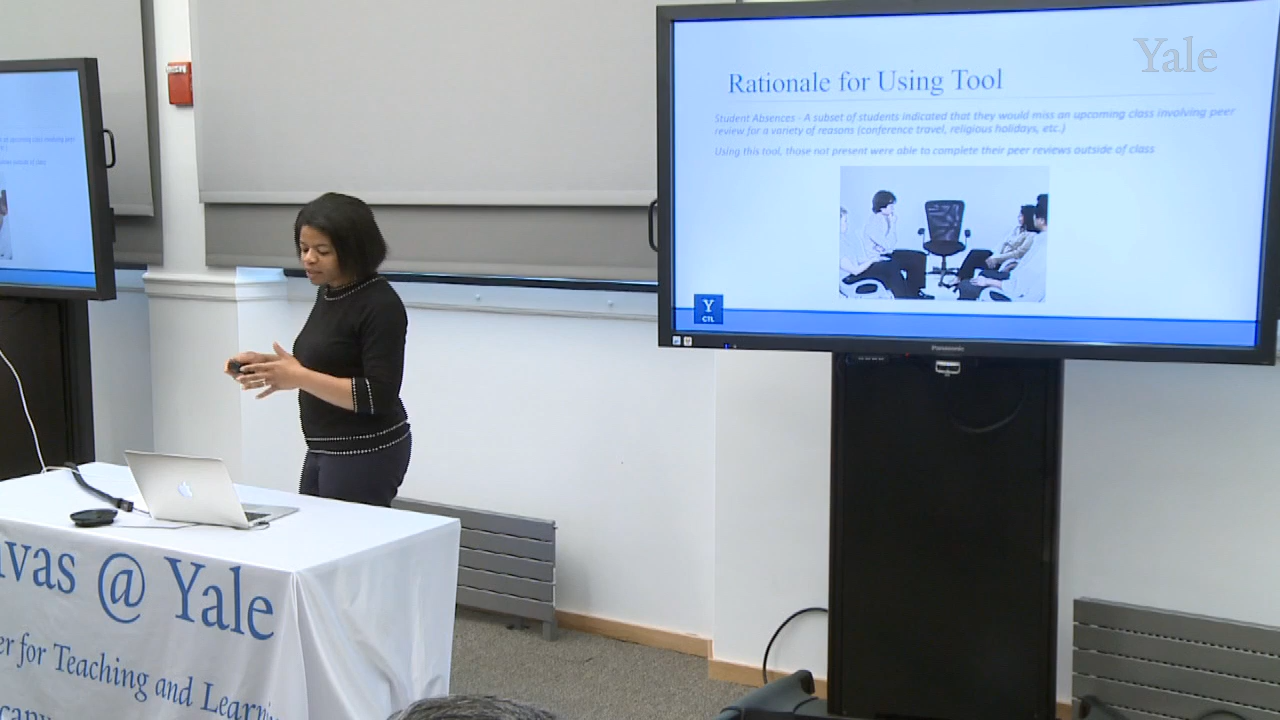 Yale
Rationale for Using Tool
Student Absences - A subset of students indicated that they would miss an upcoming class involving peer
review for a variety of reasons (conference travel, religious holidays, etc.)
Using this tool, those not present were able to complete their peer reviews outside of class
Y
CTL
Panasonic
vas @ Yale
er for Teaching and Learnin